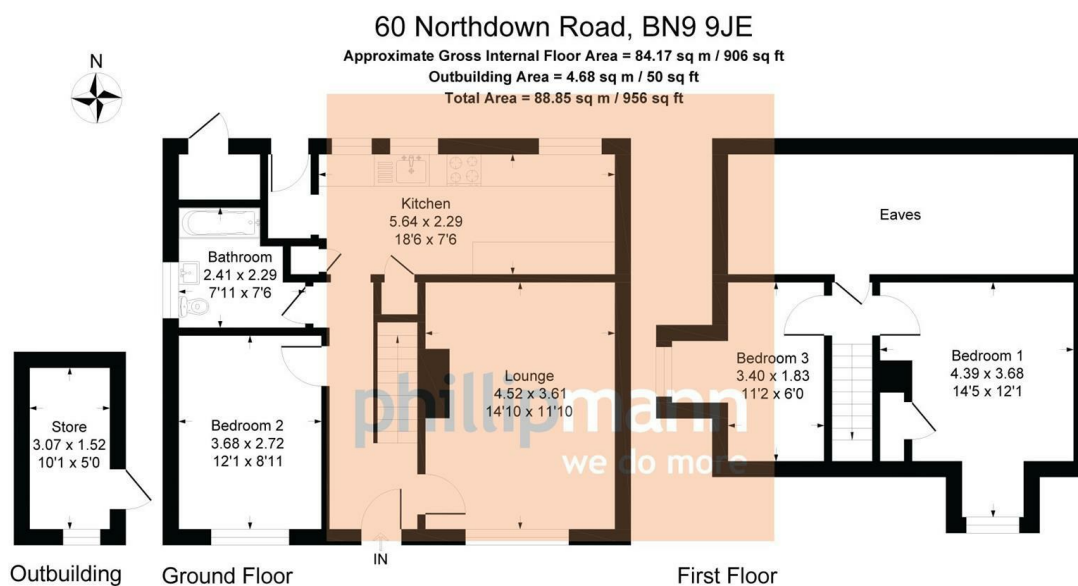 60 Northdown Road, BN9 9JE
Approximate Gross Internal Floor Area = 84.17 sq m / 906 sq ft
Outbuilding Area = 4.68 sq m / 50 sq ft
Total Area = 88.85 sq m / 956 sq ft
N
Kitchen
5.64 x 2.29
18'6 x 7'6
Eaves
Bathroom
2.41 x 2.29
7'11 x 7'6
Store
3.07 x 1.52
10'1 x 5'0
Bedroom 2
3.68 x 2.72
12'1 x 8'11
Lounge
4.52 x 3.61
14'10 x 11'10
Bedroom 3
3.40 x 1.83
11'2 x 6'0
Bedroom 1
4.39 x 3.68
14'5 x 12'1
phillipmann
we do more
IN
Outbuilding
Ground Floor
First Floor